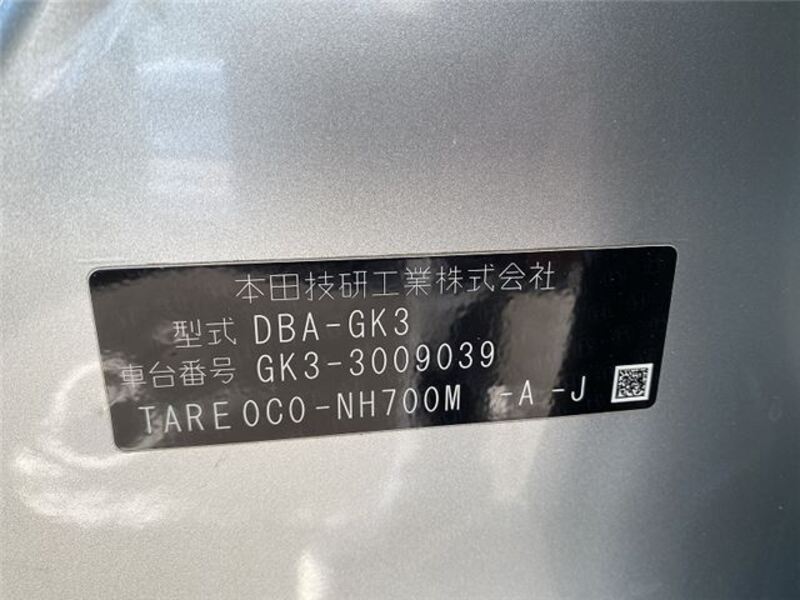 本田技研工業株式会社
型式 DBA-GK3
車台番号 GK3-3009039
TARE0C0-NH700M -A-J